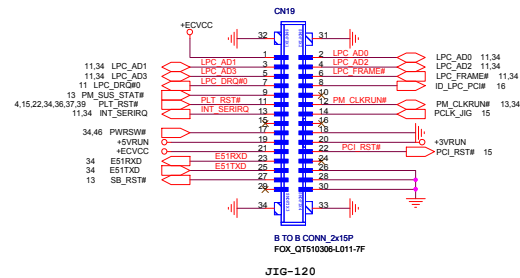 CN19
+ECVCC
32 31
1 2 LPC_AD0 LPC_AD0 11,34
11,34 LPC_AD1 LPC_AD1 3 4 LPC_AD2 LPC_AD2 11,34
11,34 LPC_AD3 LPC_AD3 5 6 LPC_FRAME# LPC_FRAME# 11,34
11 LPC_DRQ#0 LPC_DRQ#0 7 8 ID_LPC_PCI# 16
13 PM_SUS_STAT# 9 10
4,15,22,34,36,37,39 PLT_RST# PLT_RST# 11 12 PM_CLKRUN# PM_CLKRUN# 13,34
11,34 INT_SERIRQ INT_SERIRQ 13 14 PCLK_JIG 15
15 16
34,46 PWRSW# 17 18
+5VRUN 19 20 +3VRUN
+ECVCC 21 22 PCI_RST# PCI_RST# 15
34 E51RXD E51RXD 23 24
34 E51TXD E51TXD 25 26
13 SB_RST# 27 28
29 30
34 33
B TO B CONN_2x15P
FOX_QT510306-L011-7F
JIG-120